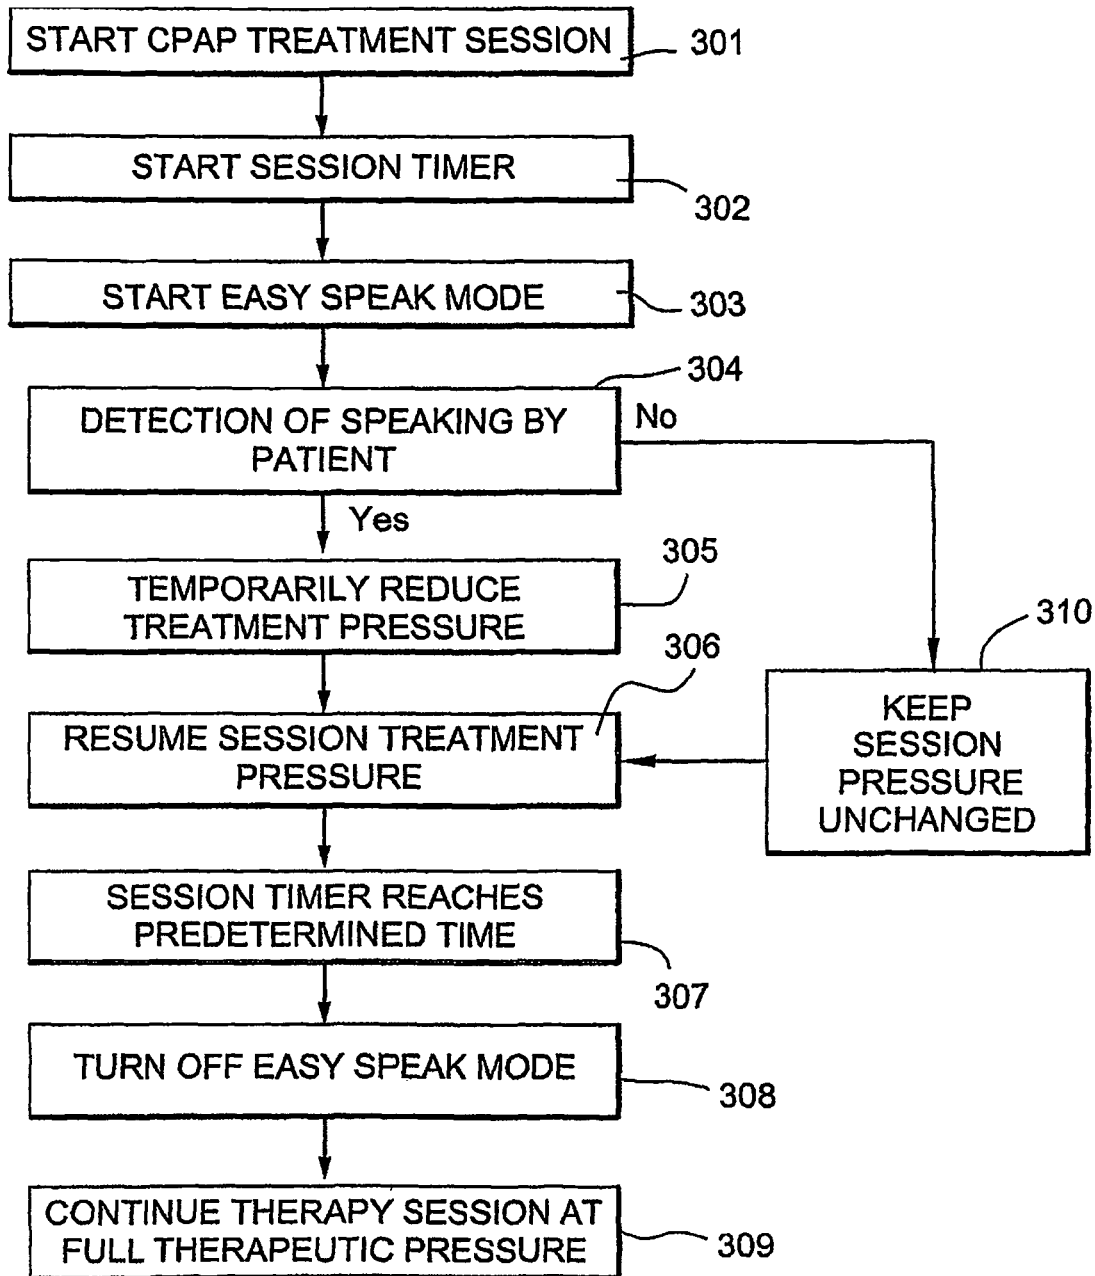 START CPAP TREATMENT SESSION
301
START SESSION TIMER
302
START EASY SPEAK MODE
303
304
DETECTION OF SPEAKING BY
PATIENT
No
Yes
305
TEMPORARILY REDUCE
TREATMENT PRESSURE
306
310
RESUME SESSION TREATMENT
PRESSURE
KEEP
SESSION
PRESSURE
UNCHANGED
SESSION TIMER REACHES
PREDETERMINED TIME
307
TURN OFF EASY SPEAK MODE
308
CONTINUE THERAPY SESSION AT
FULL THERAPEUTIC PRESSURE
309